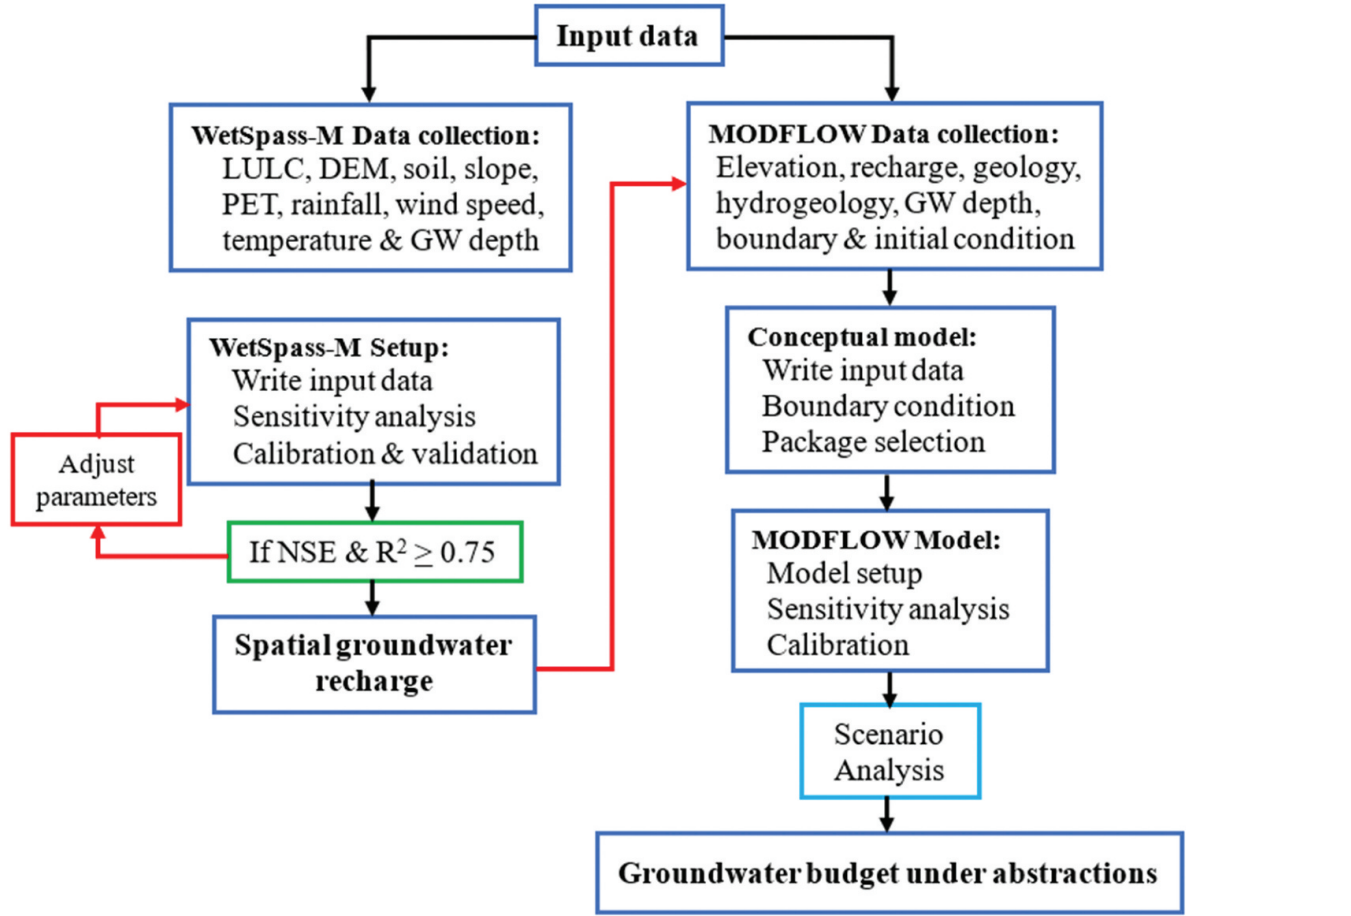 Input data
WetSpass-M Data collection:
LULC, DEM, soil, slope,
PET, rainfall, wind speed,
temperature & GW depth
MODFLOW Data collection:
Elevation, recharge, geology,
hydrogeology, GW depth,
boundary & initial condition
WetSpass-M Setup:
Write input data
Sensitivity analysis
Calibration & validation
Adjust
parameters
If NSE & R² ≥ 0.75
Spatial groundwater
recharge
Conceptual model:
Write input data
Boundary condition
Package selection
MODFLOW Model:
Model setup
Sensitivity analysis
Calibration
Scenario
Analysis
Groundwater budget under abstractions